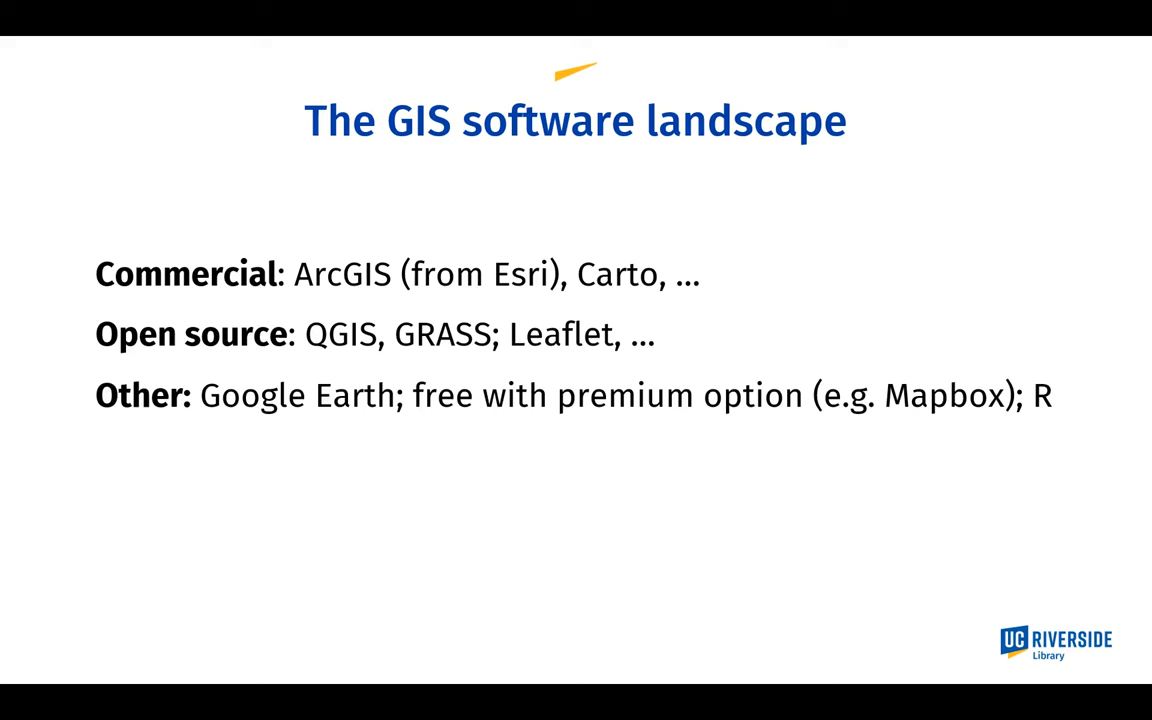 The GIS software landscape
Commercial: ArcGIS (from Esri), Carto, ...
Open source: QGIS, GRASS; Leaflet, ...
Other: Google Earth; free with premium option (e.g. Mapbox); R
UC RIVERSIDE
Library